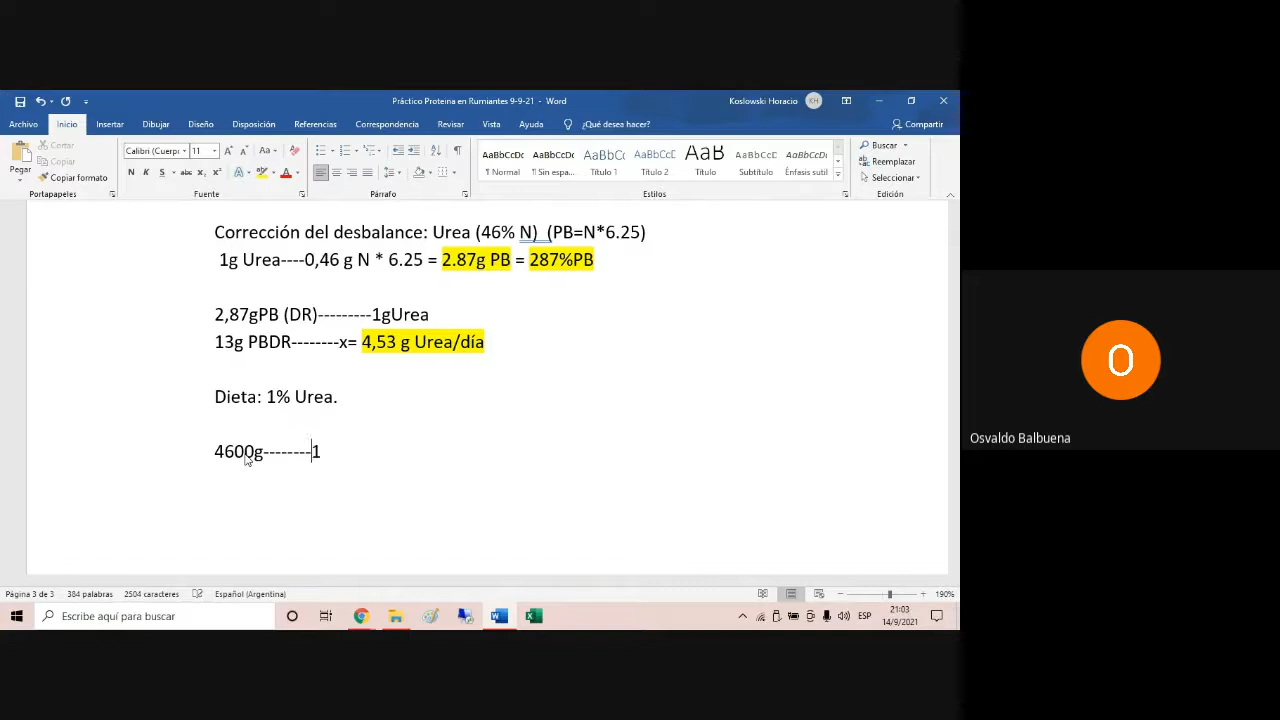 Práctico Proteina en Rumiantes 9-9-21 - Word
Koslowski Horacio
KH
Archivo Inicio Insertar Dibujar Diseño Disposición Referencias Correspondencia Revisar Vista Ayuda ¿Qué desea hacer? Compartir
Pegar
Cortar
Copiar
Copiar formato
Portapapeles
Calibri (Cuerp 11
Fuente
Párrafo
AaBbCcDc AaBbCcDc AaBbCc AaBbCcC AaB AaBbCcC AaBbCcDc
¶ Normal ¶ Sin espa... Título 1 Título 2 Título Subtítulo Énfasis sutil
Estilos
Buscar
Reemplazar
Seleccionar
Edición
Corrección del desbalance: Urea (46% N) (PB=N*6.25)
1g Urea----0,46 g N * 6.25 = 2.87g PB = 287%PB
2,87gPB (DR)---------1gUrea
13g PBDR--------x= 4,53 g Urea/día
Dieta: 1% Urea.
4600g--------1
Página 3 de 3 384 palabras 2504 caracteres Español (Argentina) 190%
Escribe aquí para buscar
ESP
21:03
14/9/2021
O
Osvaldo Balbuena